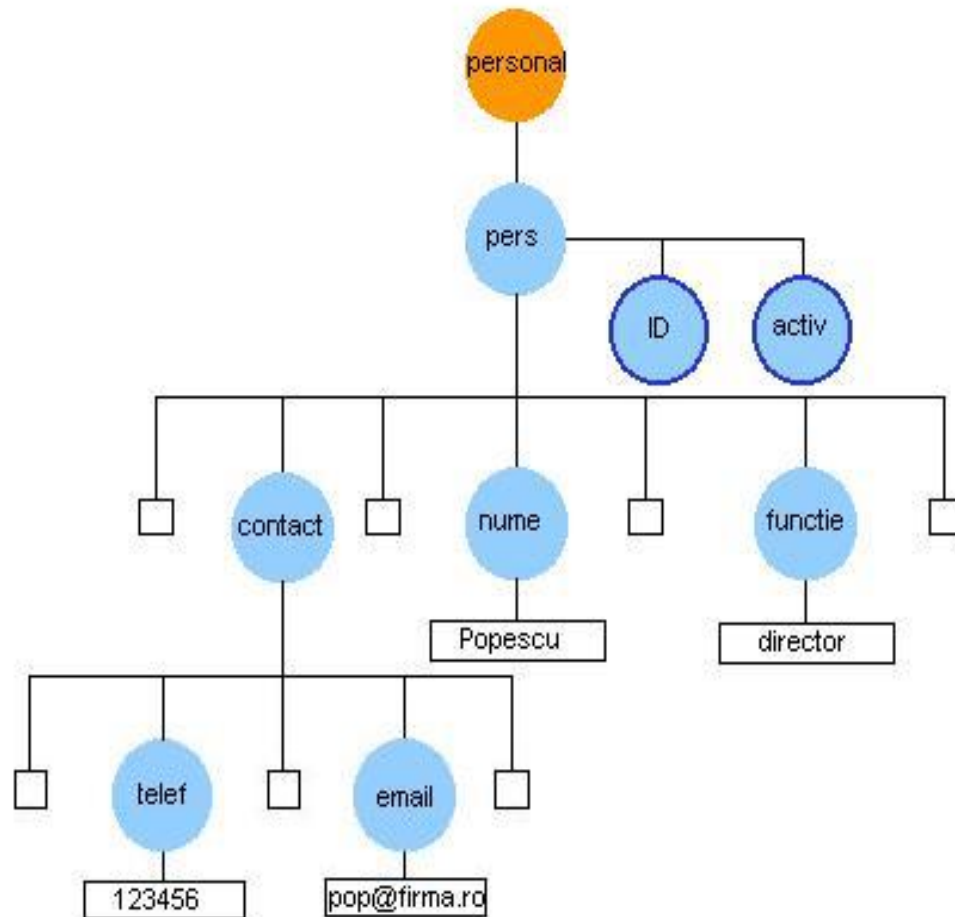 personal
pers
ID
activ
contact
nume
functie
Popescu
director
telef
email
123456
pop@firma.ro